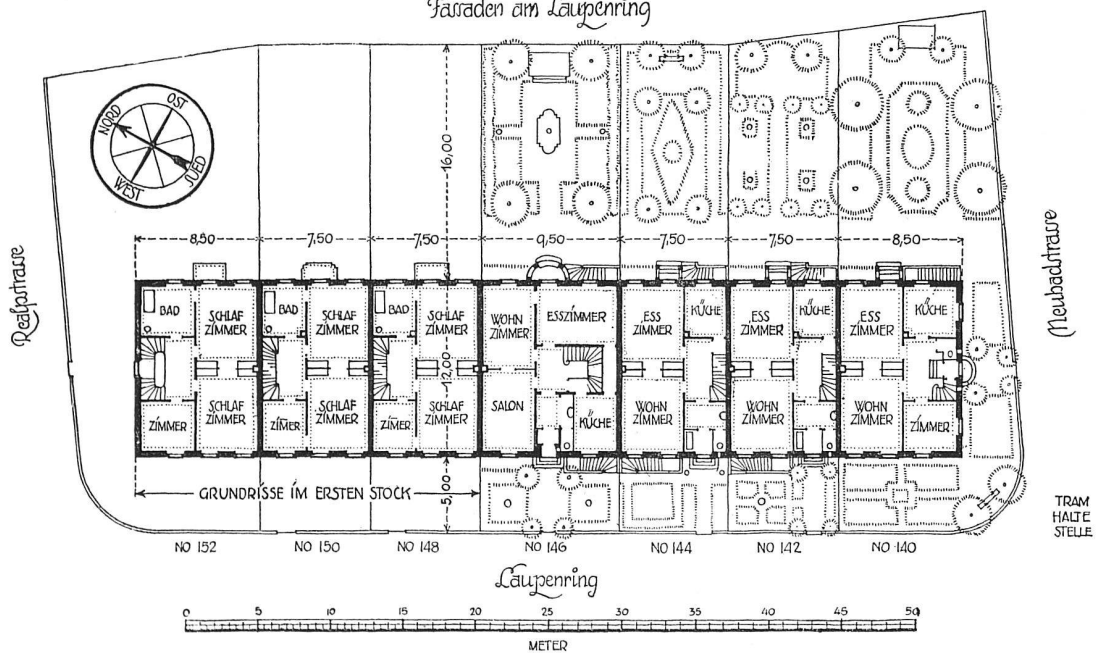 Fassaden am Laupenring
NORD
OST
SUED
WEST
16,00
8,50 7,50 7,50 9,50 7,50 7,50 8,50
Realpstrasse
Neubadstrasse
BAD SCHLAF ZIMMER BAD SCHLAF ZIMMER BAD SCHLAF ZIMMER WOHN ZIMMER ESSZIMMER ESS ZIMMER KÜCHE ESS ZIMMER KÜCHE ESS ZIMMER KÜCHE
12,00
ZIMMER SCHLAF ZIMMER ZIMER SCHLAF ZIMMER ZIMER SCHLAF ZIMMER SALON KÜCHE WOHN ZIMMER WOHN ZIMMER WOHN ZIMMER ZIMMER
GRUNDRISSE IM ERSTEN STOCK
5,00
TRAM
HALTE
STELLE
NO 152 NO 150 NO 148 NO 146 NO 144 NO 142 NO 140
Laupenring
0 5 10 15 20 25 30 35 40 45 50
METER